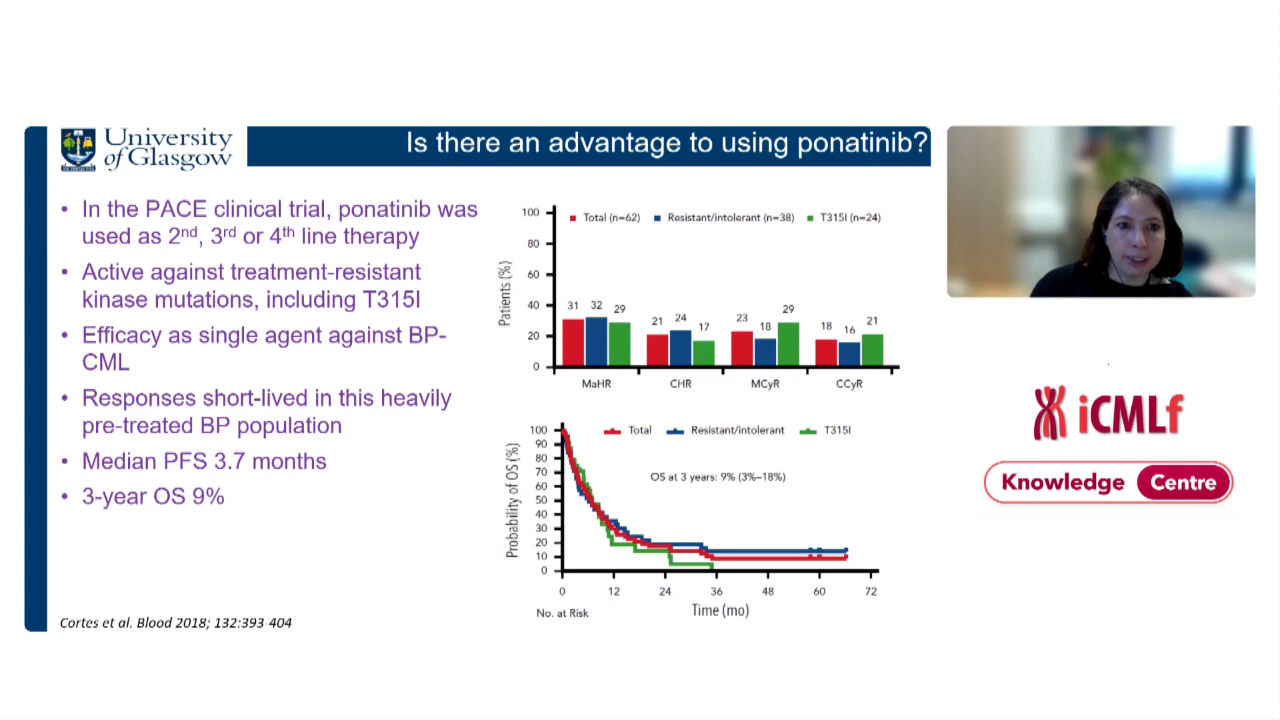 University
of Glasgow
Is there an advantage to using ponatinib?
• In the PACE clinical trial, ponatinib was
used as 2nd, 3rd or 4th line therapy
• Active against treatment-resistant
kinase mutations, including T315I
• Efficacy as single agent against BP-
CML
• Responses short-lived in this heavily
pre-treated BP population
• Median PFS 3.7 months
• 3-year OS 9%
Cortes et al. Blood 2018; 132:393-404
Total (n=62) Resistant/intolerant (n=38) T315I (n=24)
Patients (%)
100
80
60
40
20
0
31 32 29
21 24 17
23 18 29
18 16 21
MaHR CHR MCyR CCyR
Total Resistant/intolerant T315I
OS at 3 years: 9% (3%–18%)
Probability of OS (%)
100
90
80
70
60
50
40
30
20
10
0
0 12 24 36 48 60 72
Time (mo)
No. at Risk
iCMLf
Knowledge Centre